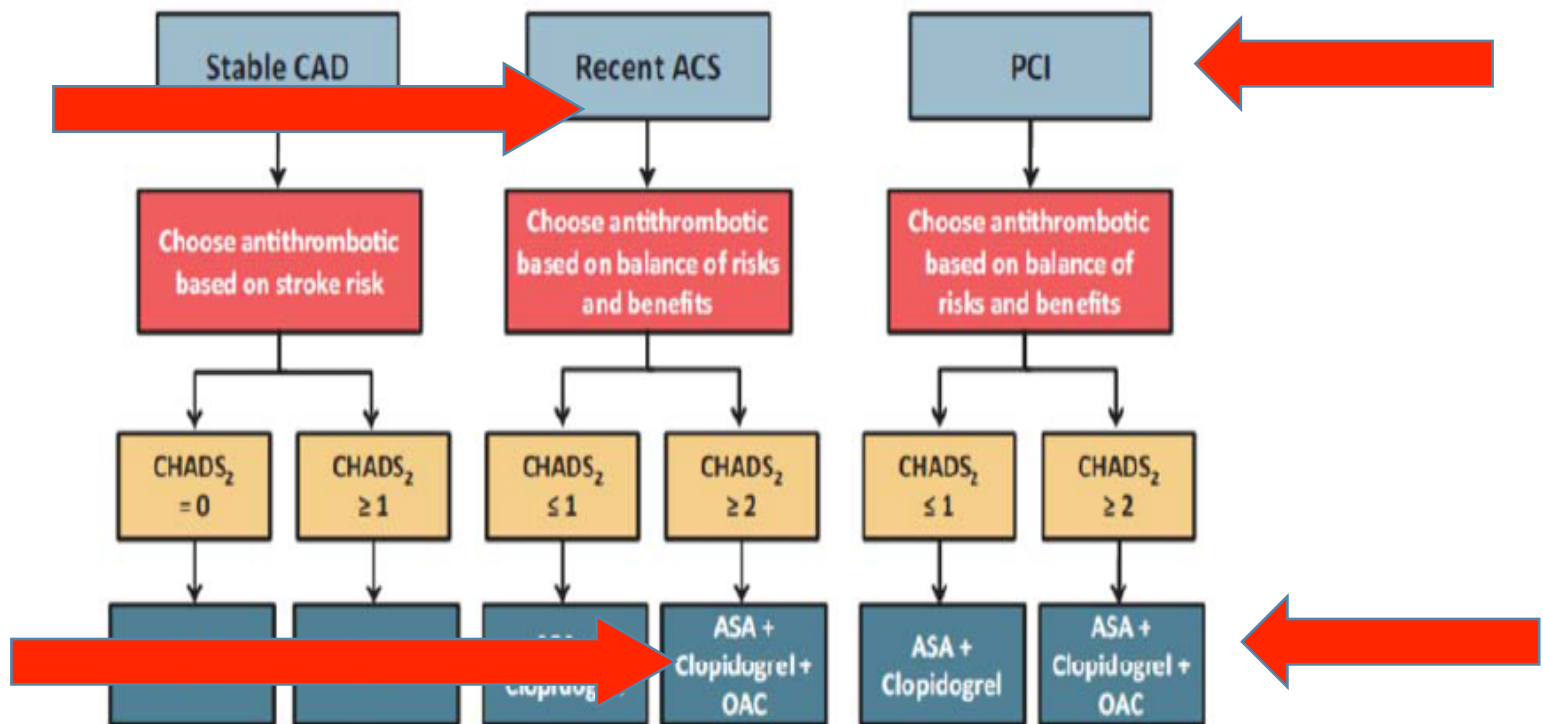 Stable CAD
Recent ACS
PCI
Choose antithrombotic
based on stroke risk
Choose antithrombotic
based on balance of risks
and benefits
Choose antithrombotic
based on balance of
risks and benefits
CHADS₂
= 0
CHADS₂
≥ 1
CHADS₂
≤ 1
CHADS₂
≥ 2
CHADS₂
≤ 1
CHADS₂
≥ 2
ASA +
Clopidogrel +
OAC
ASA +
Clopidogrel
ASA +
Clopidogrel +
OAC